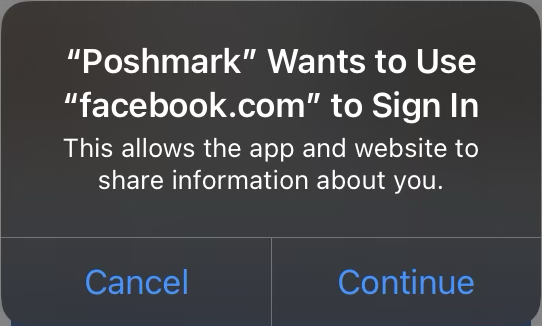 “Poshmark” Wants to Use
“facebook.com” to Sign In
This allows the app and website to
share information about you.
Cancel
Continue